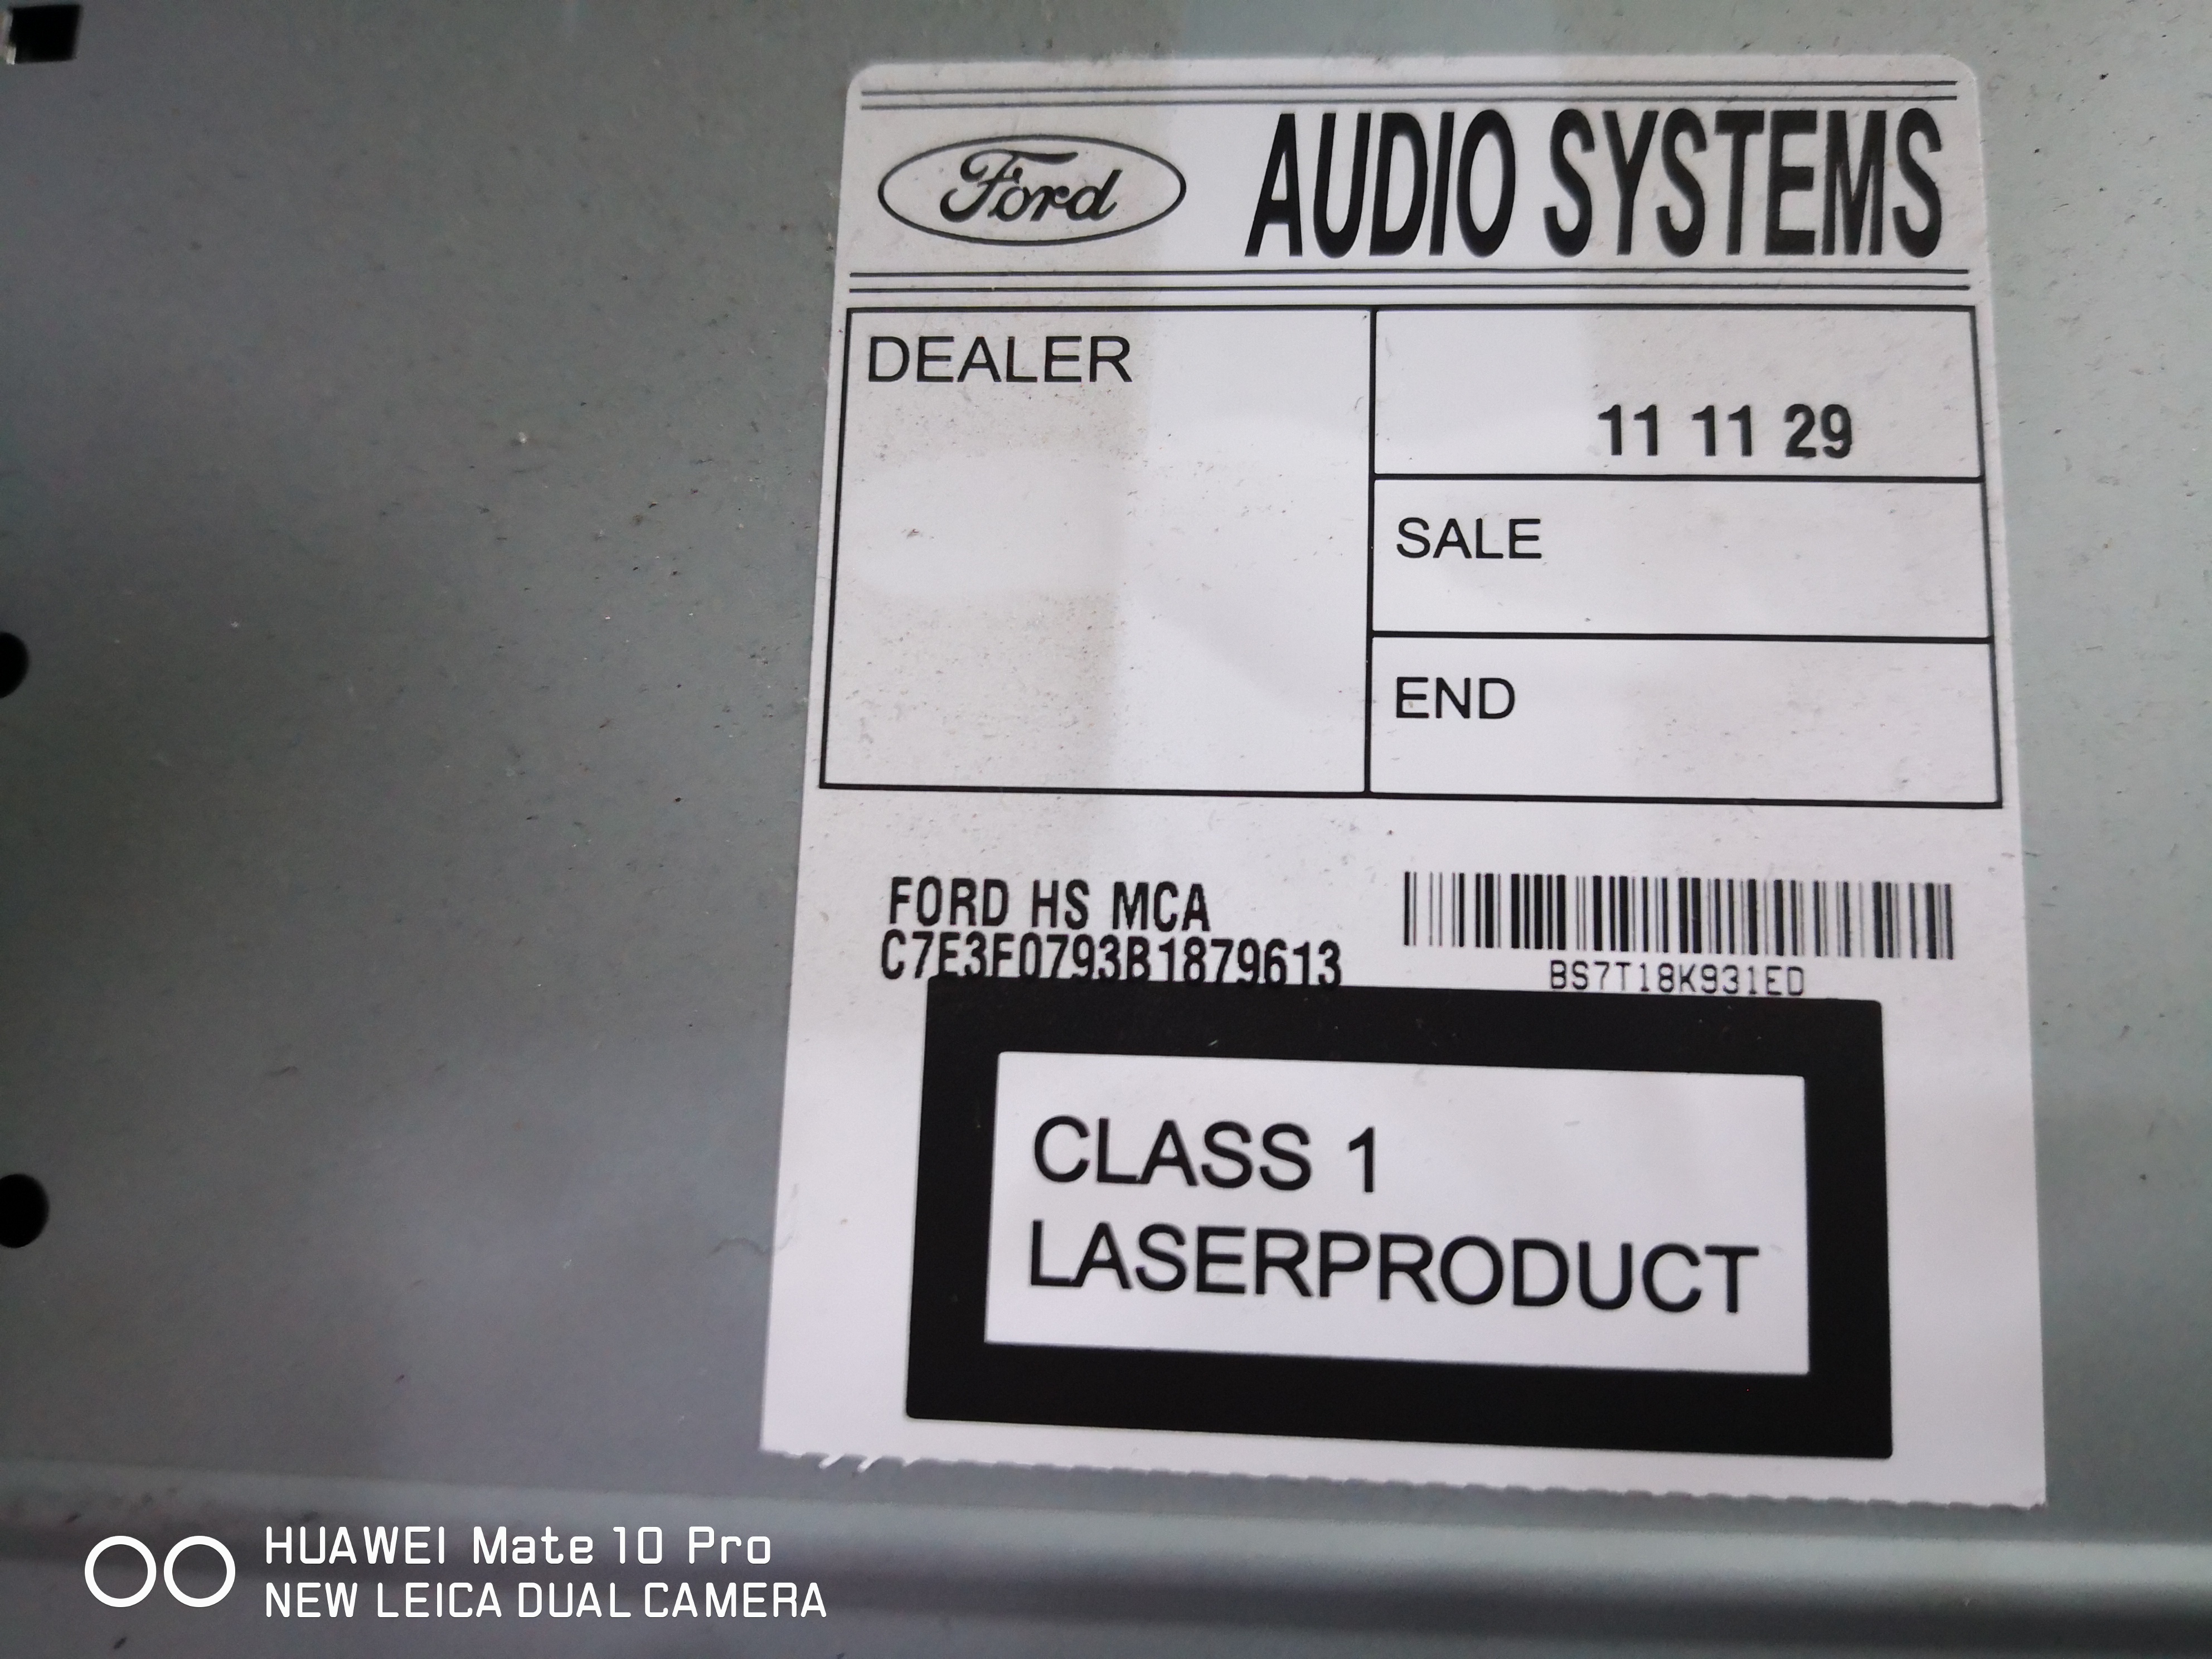 Ford AUDIO SYSTEMS
DEALER
11 11 29
SALE
END
FORD HS MCA
C7E3F0793B1879613
BS7T18K931ED
CLASS 1
LASERPRODUCT
HUAWEI Mate 10 Pro
NEW LEICA DUAL CAMERA